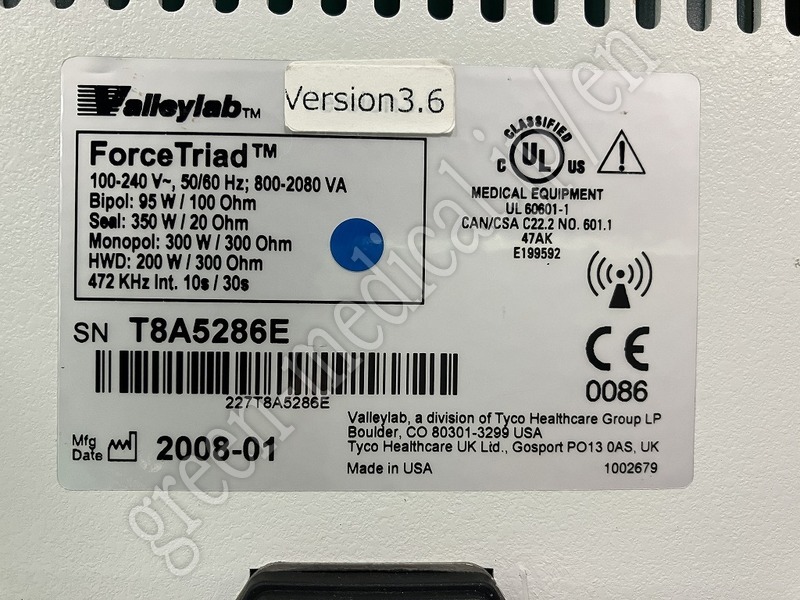 Valleylab™
Version3.6
ForceTriad™
100-240 V~, 50/60 Hz; 800-2080 VA
Bipol: 95 W / 100 Ohm
Seal: 350 W / 20 Ohm
Monopol: 300 W / 300 Ohm
HWD: 200 W / 300 Ohm
472 KHz Int. 10s / 30s
CLASSIFIED
C UL US
MEDICAL EQUIPMENT
UL 60601-1
CAN/CSA C22.2 NO. 601.1
47AK
E199592
SN T8A5286E
227T8A5286E
CE
0086
Mfg
Date 2008-01
Valleylab, a division of Tyco Healthcare Group LP
Boulder, CO 80301-3299 USA
Tyco Healthcare UK Ltd., Gosport PO13 0AS, UK
Made in USA 1002679
green-medical.jp/en